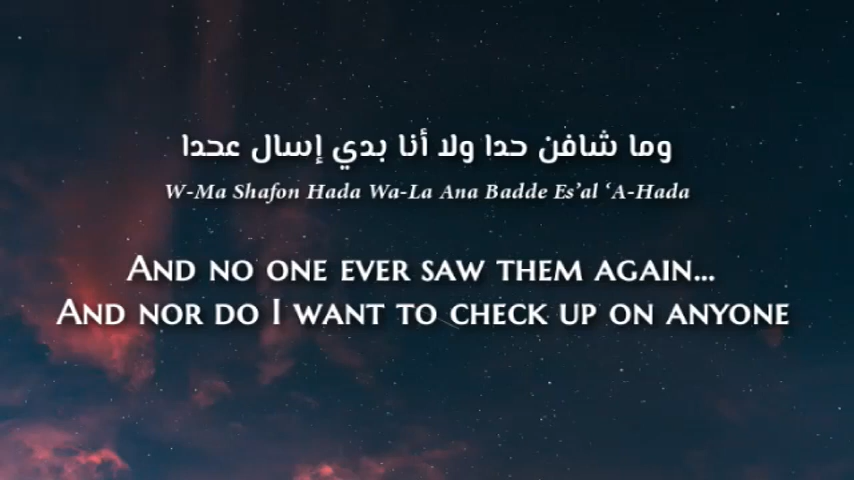 وما شافن حدا ولا أنا بدي إسال عحدا
W-Ma Shafon Hada Wa-La Ana Badde Es’al ‘A-Hada
And no one ever saw them again...
And nor do I want to check up on anyone